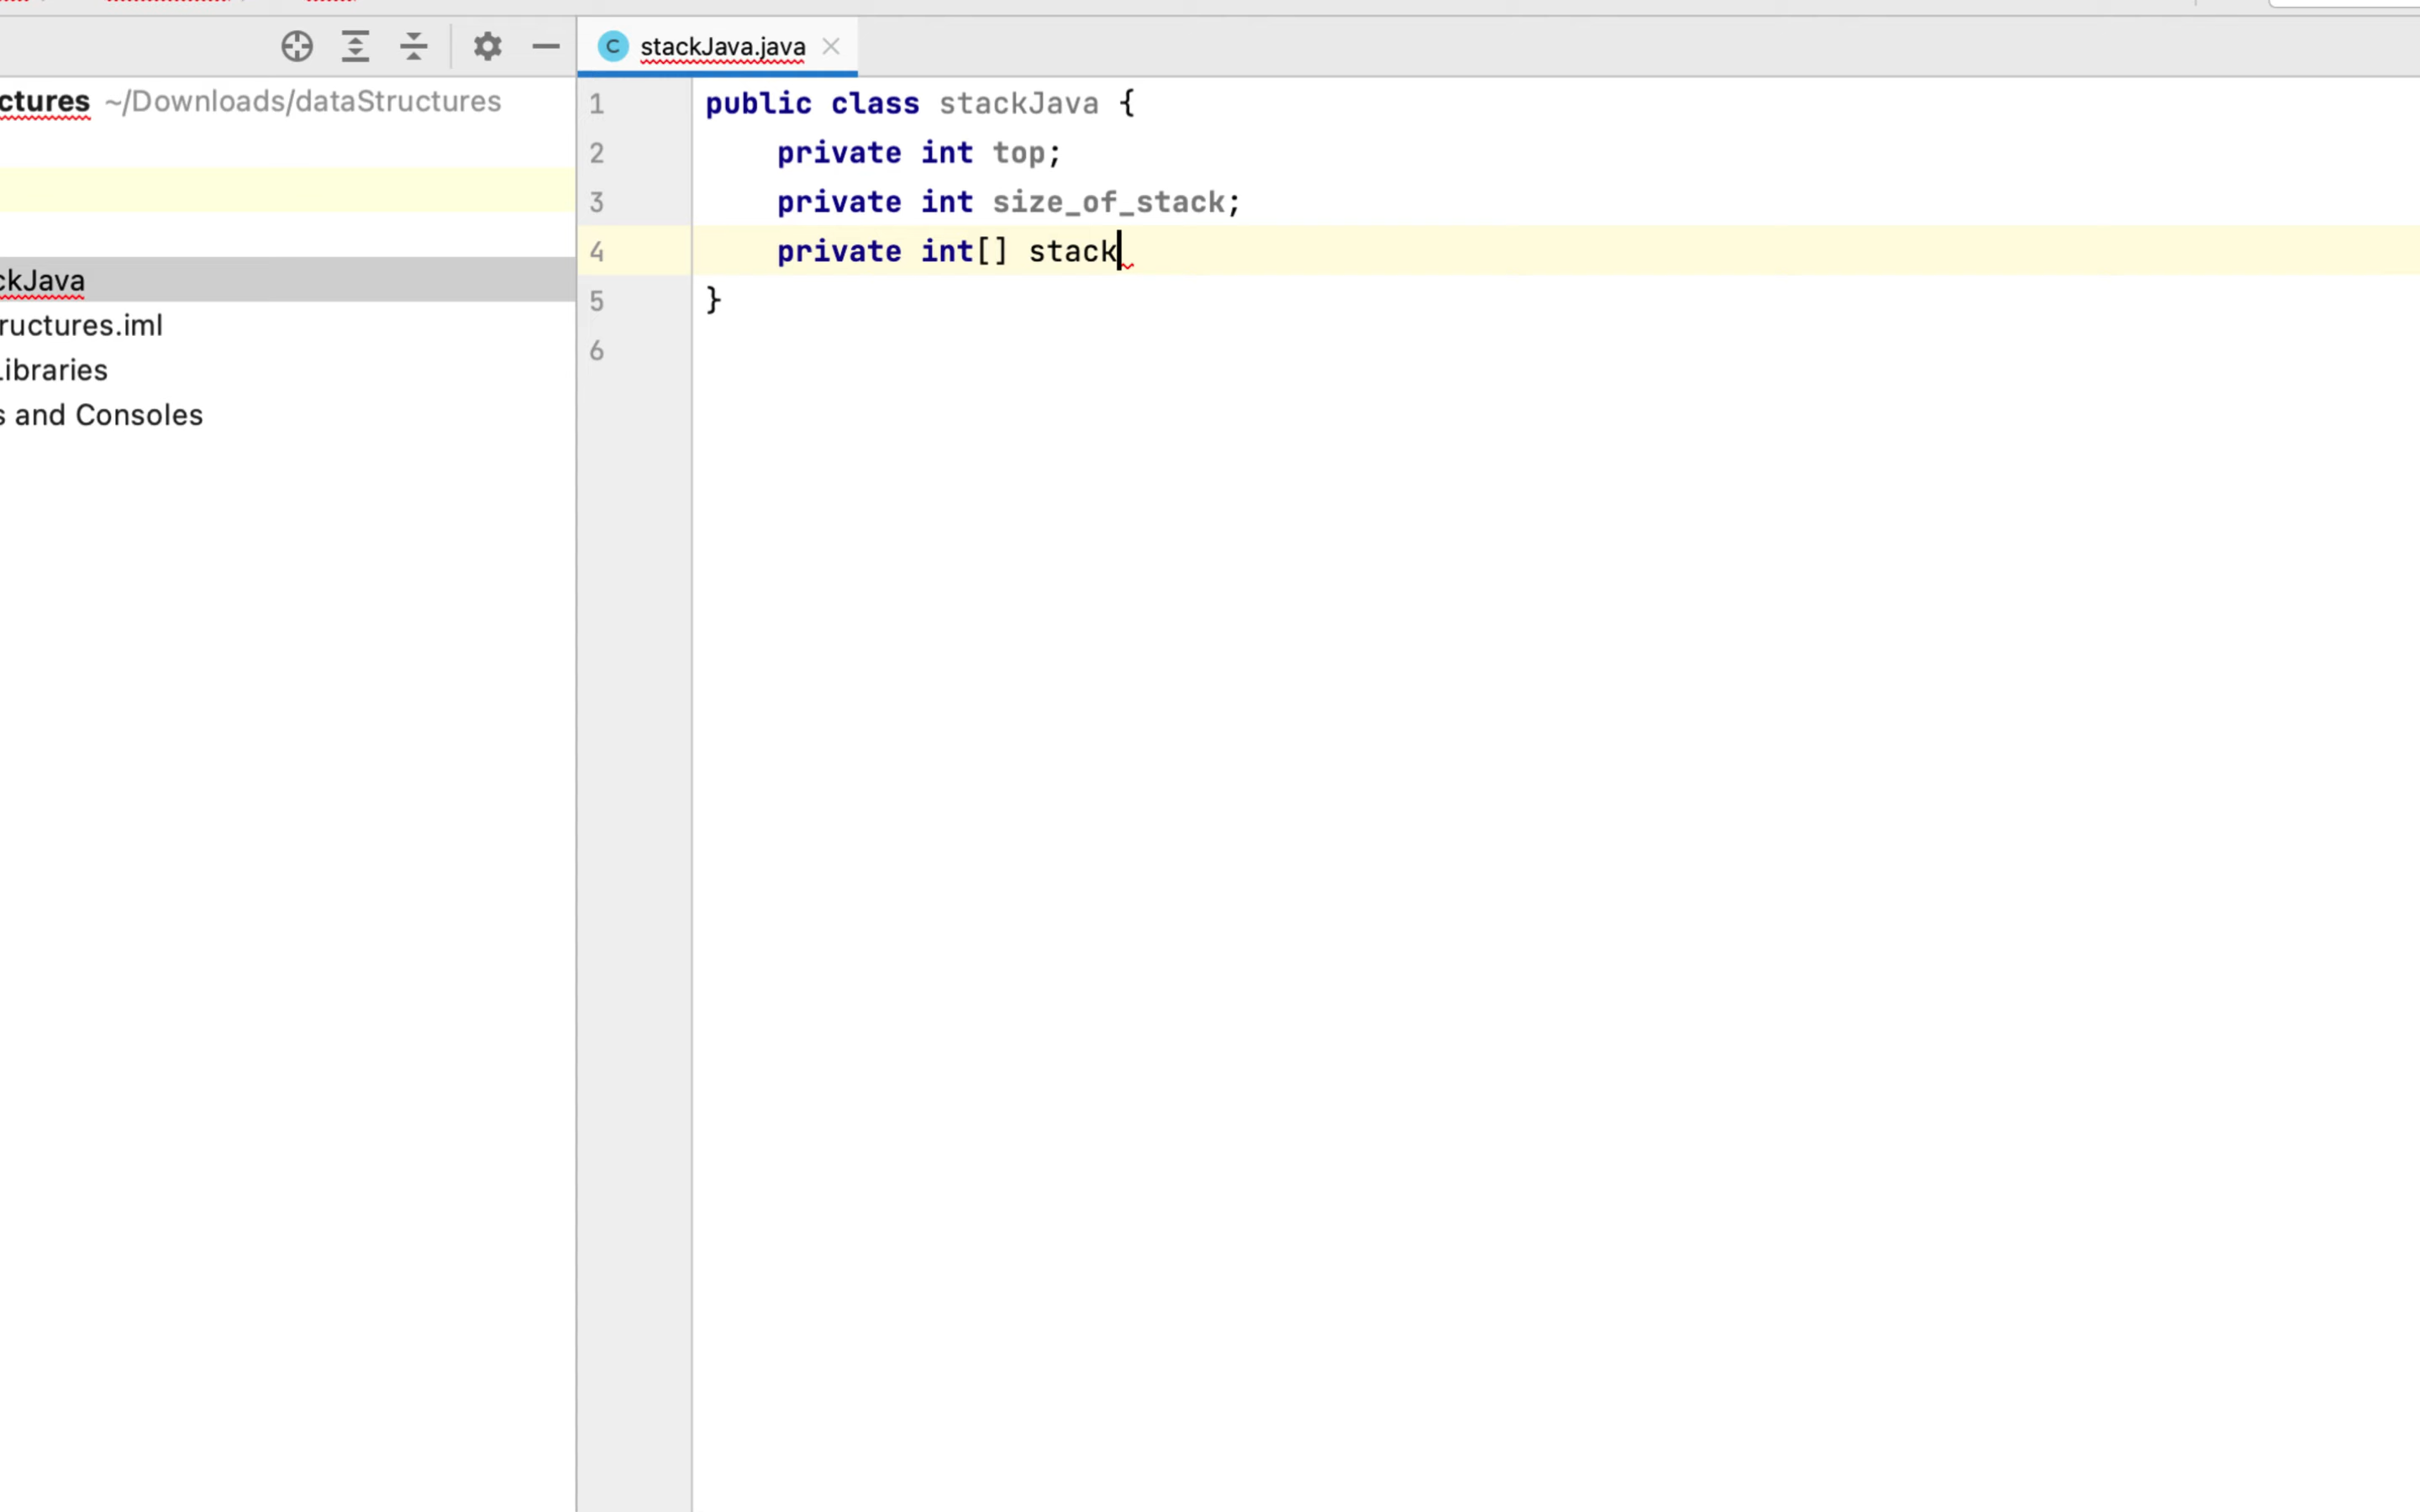 stackJava.java
ctures ~/Downloads/dataStructures
ckJava
ructures.iml
Libraries
s and Consoles
1 public class stackJava {
2 private int top;
3 private int size_of_stack;
4 private int[] stack
5 }
6